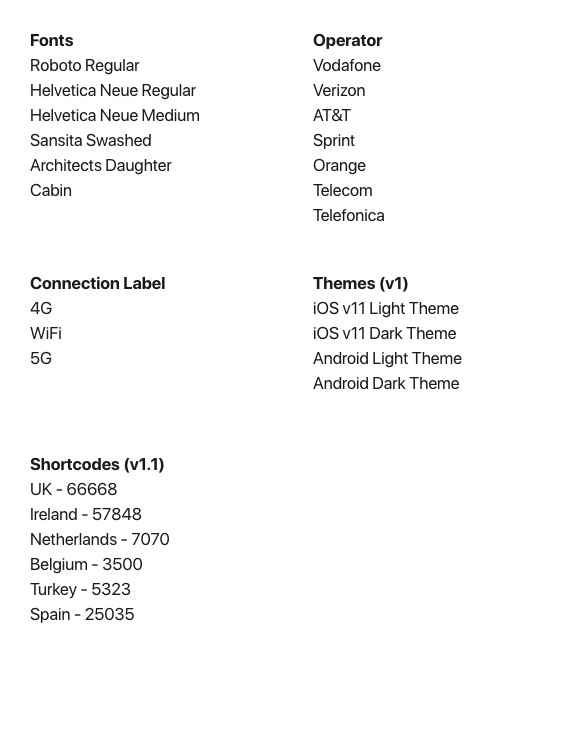 Fonts
Roboto Regular
Helvetica Neue Regular
Helvetica Neue Medium
Sansita Swashed
Architects Daughter
Cabin
Operator
Vodafone
Verizon
AT&T
Sprint
Orange
Telecom
Telefonica
Connection Label
4G
WiFi
5G
Themes (v1)
iOS v11 Light Theme
iOS v11 Dark Theme
Android Light Theme
Android Dark Theme
Shortcodes (v1.1)
UK - 66668
Ireland - 57848
Netherlands - 7070
Belgium - 3500
Turkey - 5323
Spain - 25035